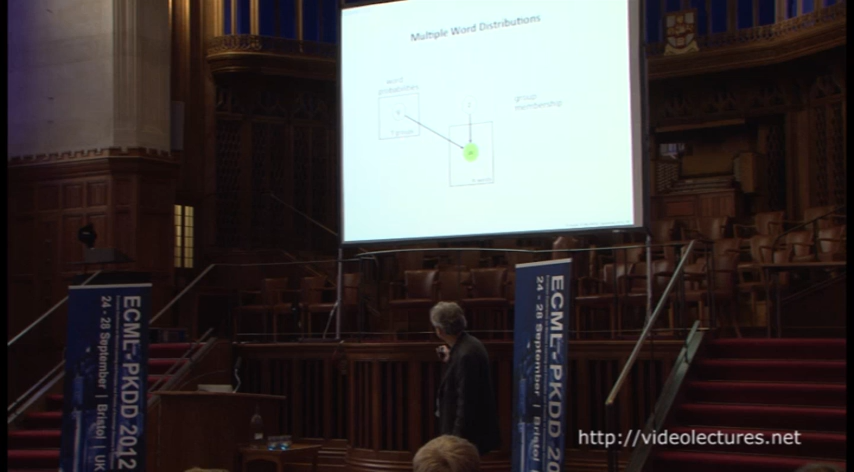 Multiple Word Distributions
word
probabilities
group
membership
ECML-PKDD 2012
24 - 28 September | Bristol | UK
ECML-PKDD 20
24 - 28 September | Bristol
http://videolectures.net